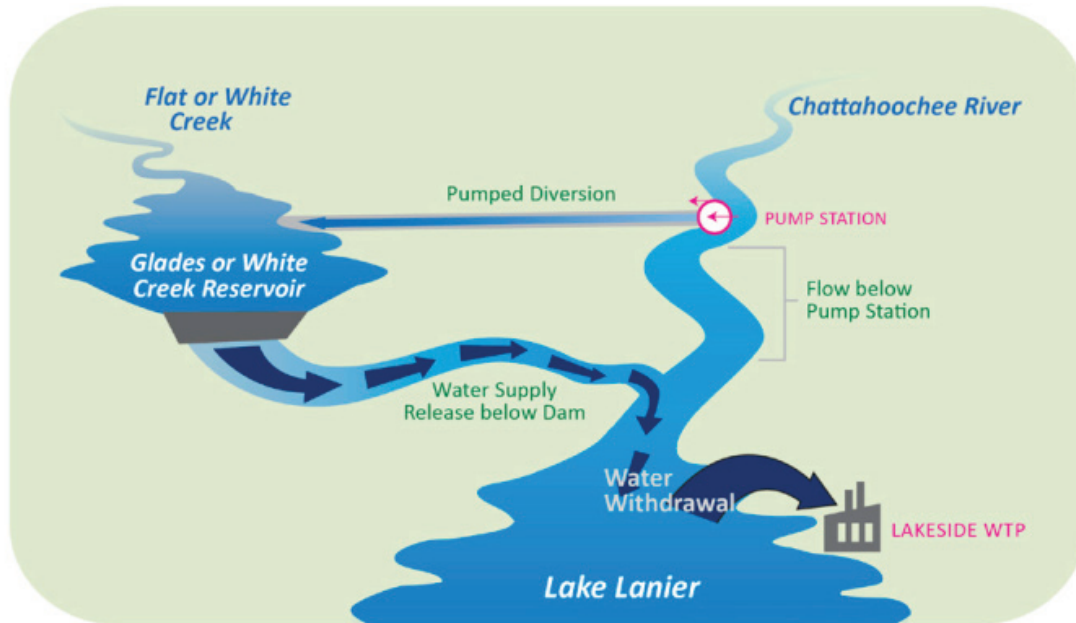 Flat or White
Creek
Chattahoochee River
Pumped Diversion
PUMP STATION
Glades or White
Creek Reservoir
Flow below
Pump Station
Water Supply
Release below Dam
Water
Withdrawal
LAKESIDE WTP
Lake Lanier